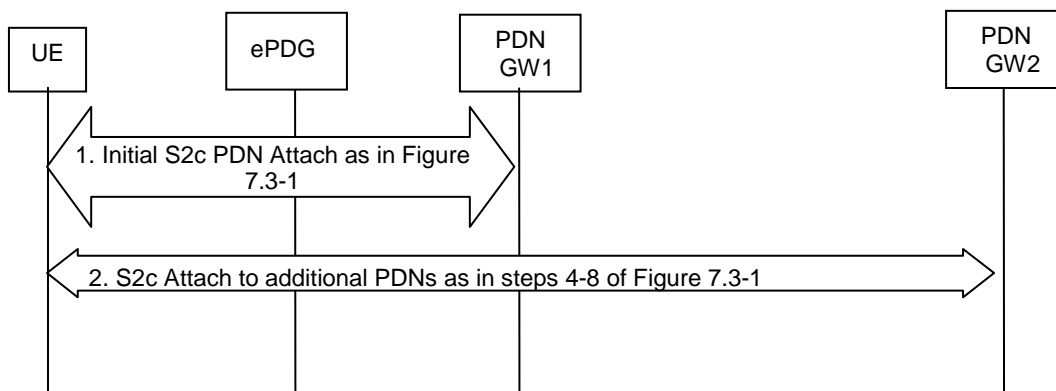 UE
ePDG
PDN
GW1
PDN
GW2
1. Initial S2c PDN Attach as in Figure
7.3-1
2. S2c Attach to additional PDNs as in steps 4-8 of Figure 7.3-1